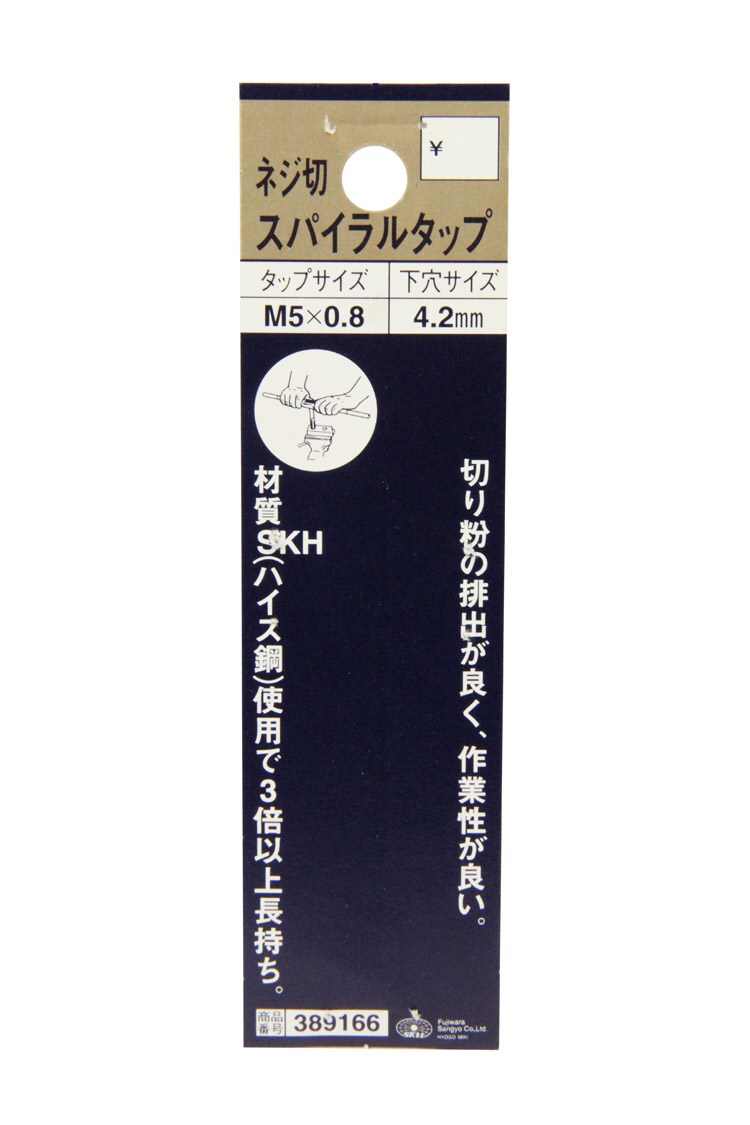 ¥
ネジ切
スパイラルタップ
タップサイズ
下穴サイズ
M5×0.8
4.2mm
切り粉の排出が良く、作業性が良い。
材質SKH(ハイス鋼)使用で3倍以上長持ち。
商品番号
389166
SKH
Fujiwara
Sangyo Co,.Ltd.
HYOGO MIKI